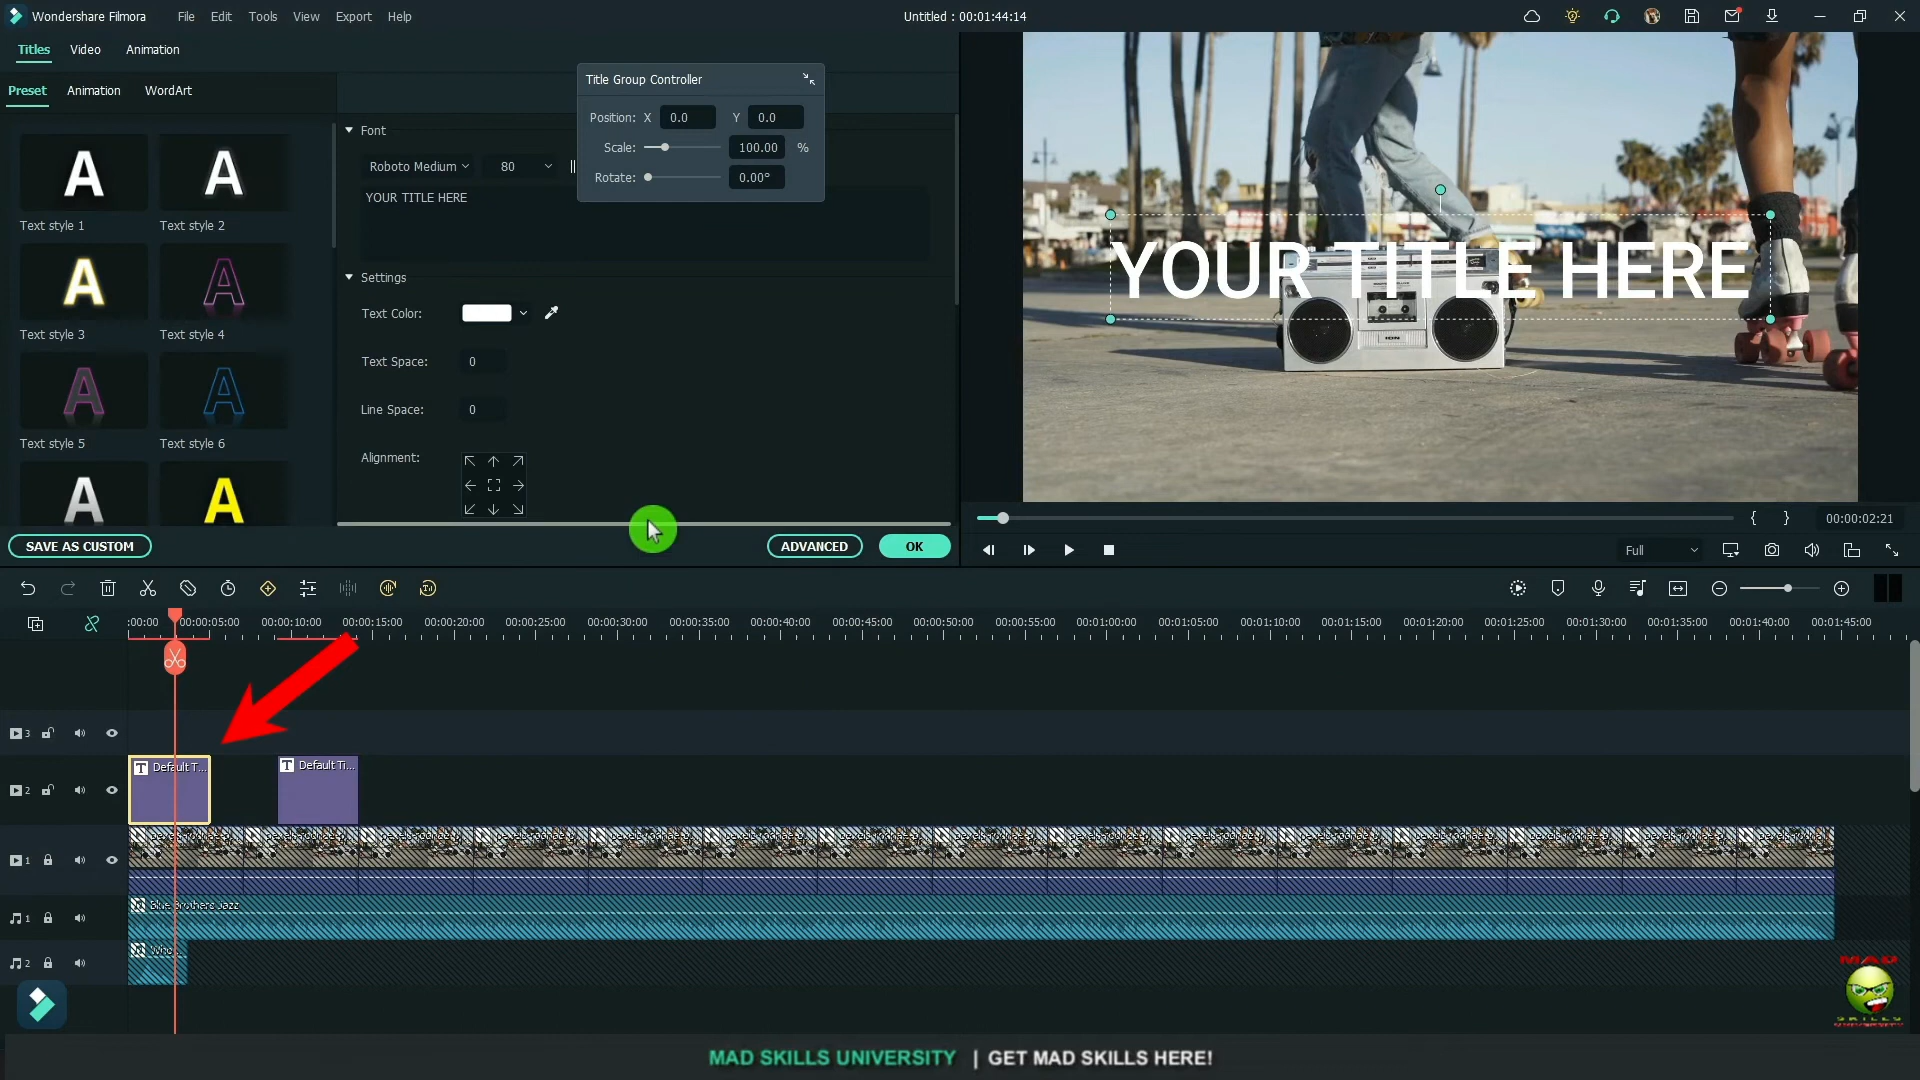 Wondershare Filmora File Edit Tools View Export Help Untitled : 00:01:44:14
Titles Video Animation
Preset Animation WordArt
Title Group Controller
Position: X 0.0 Y 0.0
Scale: 100.00 %
Rotate: 0.00°
Font
Roboto Medium 80
YOUR TITLE HERE
Settings
Text Color:
Text Space: 0
Line Space: 0
Alignment:
A A
Text style 1 Text style 2
A A
Text style 3 Text style 4
A A
Text style 5 Text style 6
A A
SAVE AS CUSTOM ADVANCED OK
YOUR TITLE HERE
ION
{ } 00:00:02:21
Full
:00:00 00:00:05:00 00:00:10:00 00:00:15:00 00:00:20:00 00:00:25:00 00:00:30:00 00:00:35:00 00:00:40:00 00:00:45:00 00:00:50:00 00:00:55:00 00:01:00:00 00:01:05:00 00:01:10:00 00:01:15:00 00:01:20:00 00:01:25:00 00:01:30:00 00:01:35:00 00:01:40:00 00:01:45:00
3
2 T Default T... T Default Ti...
1
1 Blue Brothers Jazz
2
MAD
SKILLS
MAD SKILLS UNIVERSITY | GET MAD SKILLS HERE!